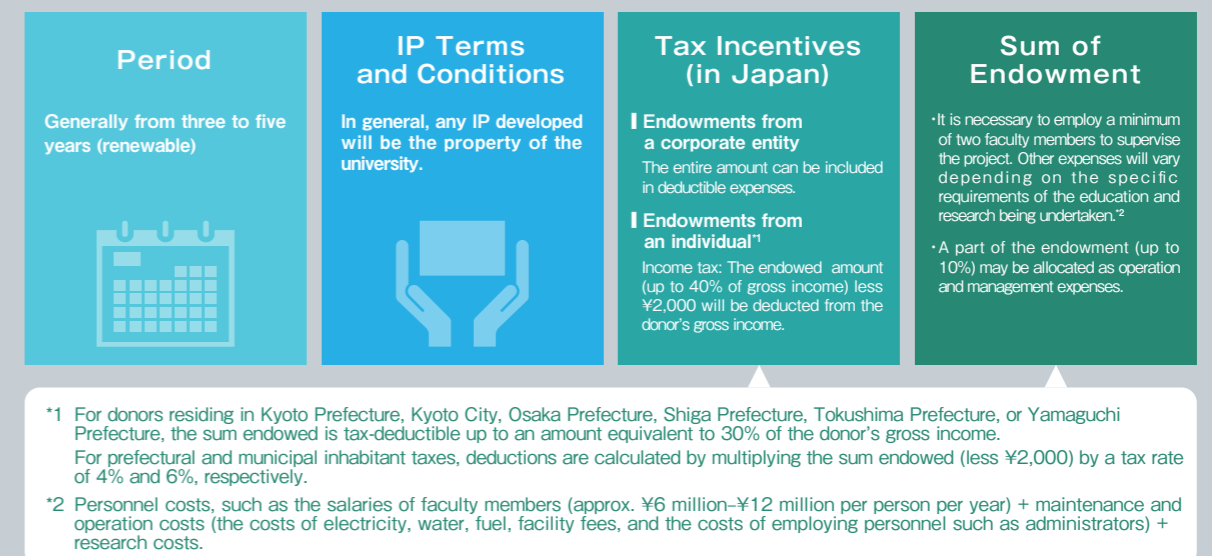 Period
Generally from three to five
years (renewable)
IP Terms
and Conditions
In general, any IP developed
will be the property of the
university.
Tax Incentives
(in Japan)
Endowments from
a corporate entity
The entire amount can be included
in deductible expenses.
Endowments from
an individual*1
Income tax: The endowed amount
(up to 40% of gross income) less
¥2,000 will be deducted from the
donor's gross income.
Sum of
Endowment
・It is necessary to employ a minimum
of two faculty members to supervise
the project. Other expenses will vary
depending on the specific
requirements of the education and
research being undertaken.*2
・A part of the endowment (up to
10%) may be allocated as operation
and management expenses.
*1 For donors residing in Kyoto Prefecture, Kyoto City, Osaka Prefecture, Shiga Prefecture, Tokushima Prefecture, or Yamaguchi
Prefecture, the sum endowed is tax-deductible up to an amount equivalent to 30% of the donor's gross income.
For prefectural and municipal inhabitant taxes, deductions are calculated by multiplying the sum endowed (less ¥2,000) by a tax rate
of 4% and 6%, respectively.
*2 Personnel costs, such as the salaries of faculty members (approx. ¥6 million–¥12 million per person per year) + maintenance and
operation costs (the costs of electricity, water, fuel, facility fees, and the costs of employing personnel such as administrators) +
research costs.